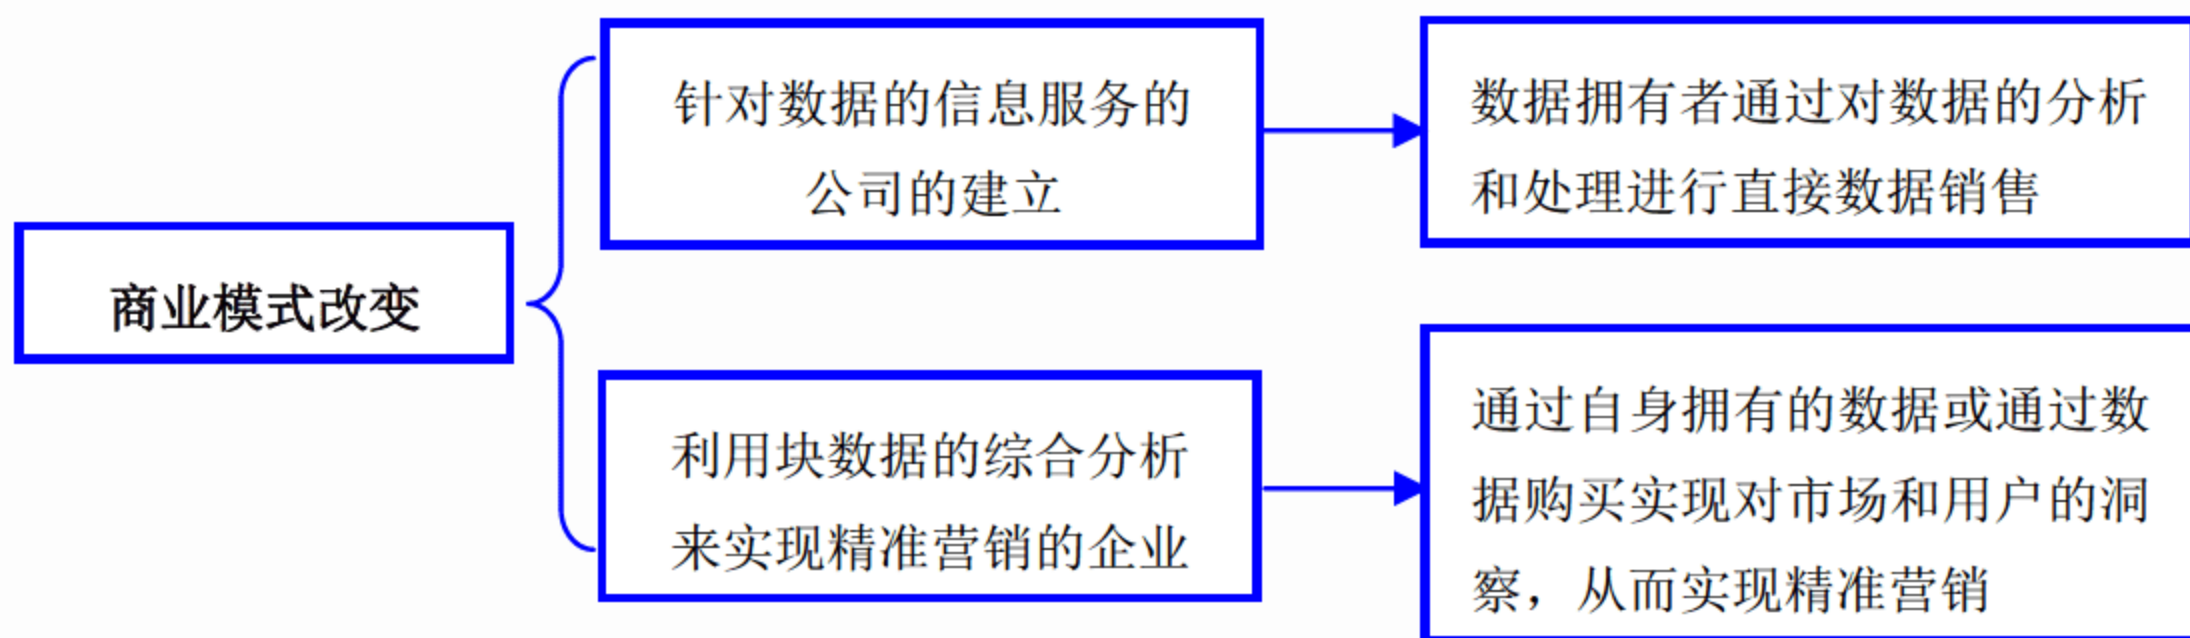 商业模式改变
针对数据的信息服务的
公司的建立
数据拥有者通过对数据的分析
和处理进行直接数据销售
利用块数据的综合分析
来实现精准营销的企业
通过自身拥有的数据或通过数
据购买实现对市场和用户的洞
察，从而实现精准营销